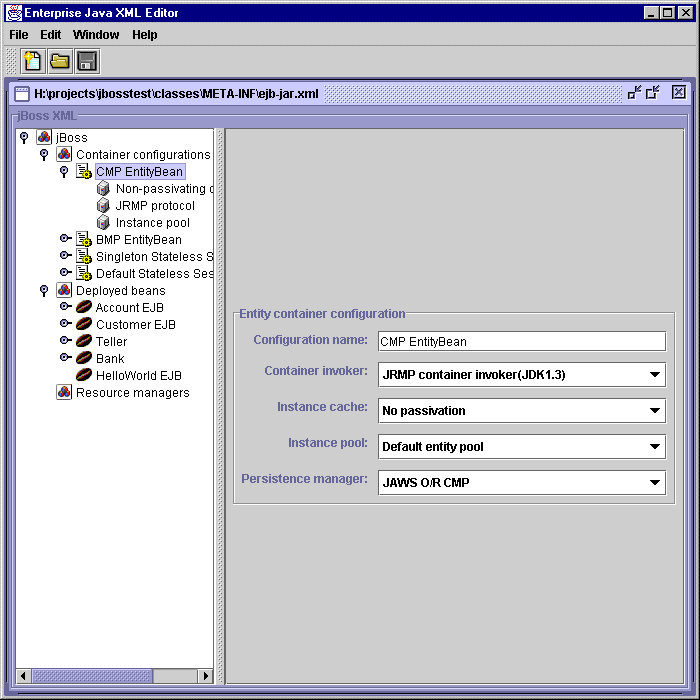 Enterprise Java XML Editor
File Edit Window Help
H:\projects\jbosstest\classes\META-INF\ejb-jar.xml
jBoss XML
jBoss
Container configurations
CMP EntityBean
Non-passivating
JRMP protocol
Instance pool
BMP EntityBean
Singleton Stateless S
Default Stateless Ses
Deployed beans
Account EJB
Customer EJB
Teller
Bank
HelloWorld EJB
Resource managers
Entity container configuration
Configuration name: CMP EntityBean
Container invoker: JRMP container invoker(JDK1.3)
Instance cache: No passivation
Instance pool: Default entity pool
Persistence manager: JAWS O/R CMP